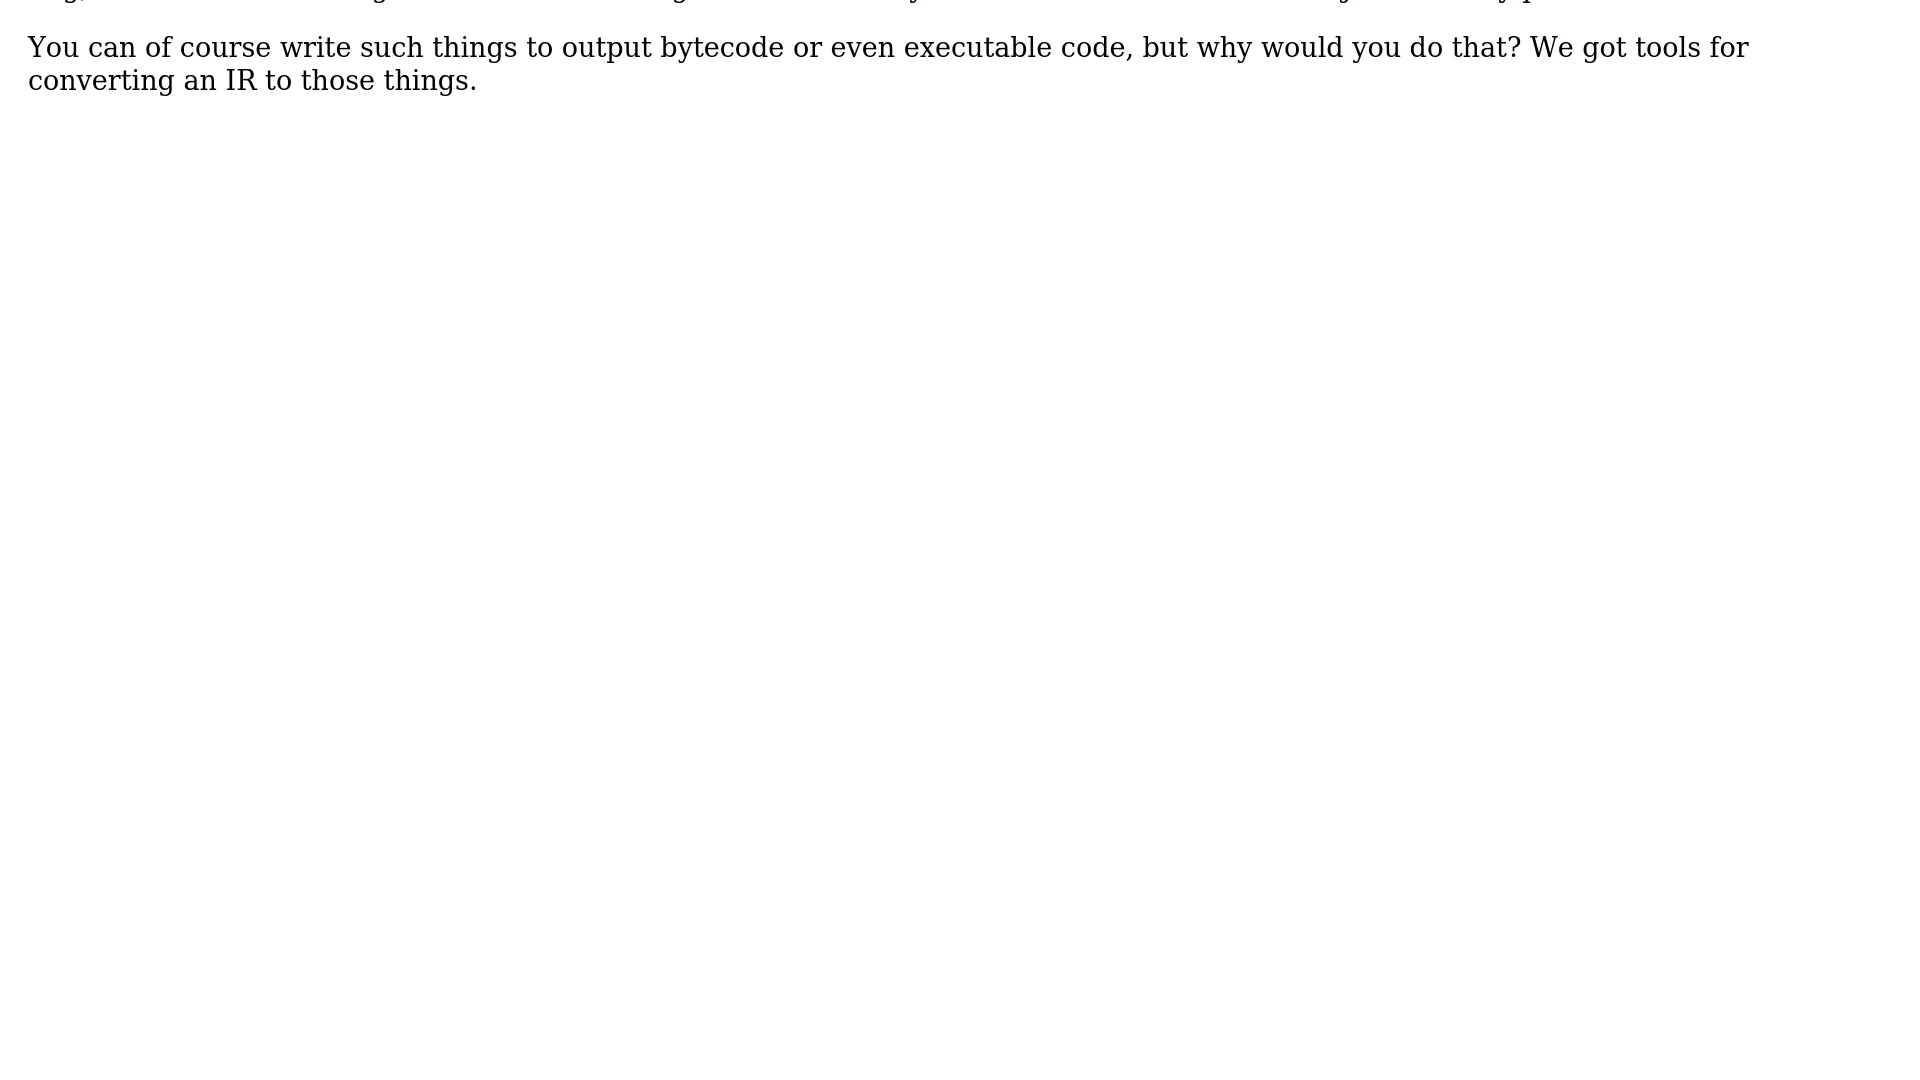 You can of course write such things to output bytecode or even executable code, but why would you do that? We got tools for
converting an IR to those things.